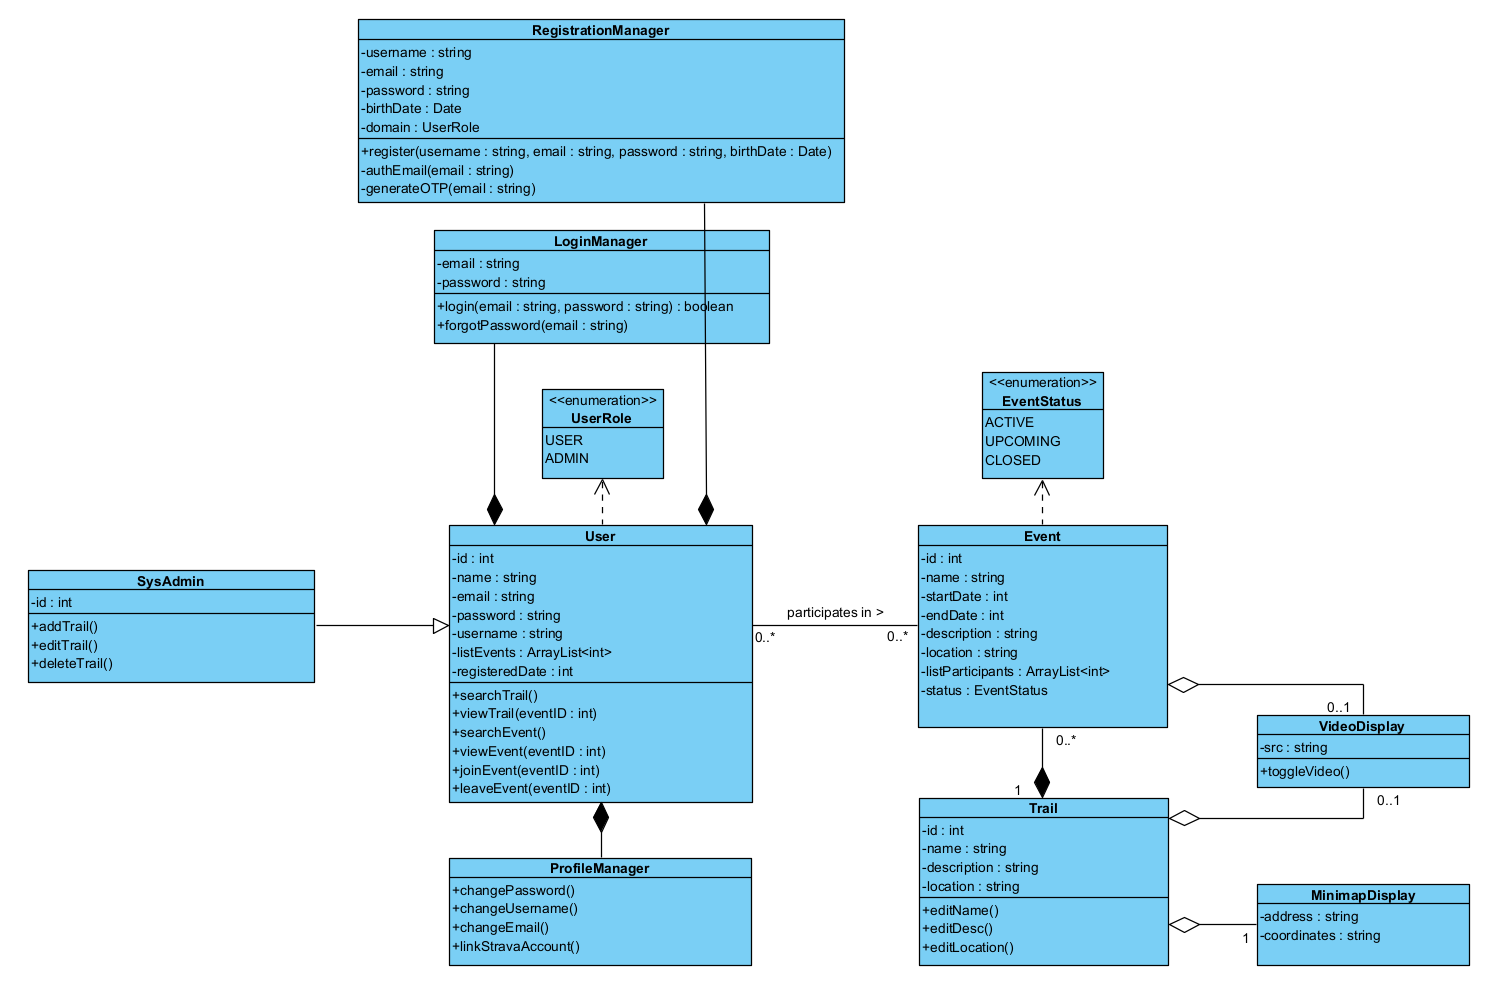 RegistrationManager
-username : string
-email : string
-password : string
-birthDate : Date
-domain : UserRole
+register(username : string, email : string, password : string, birthDate : Date)
-authEmail(email : string)
-generateOTP(email : string)
LoginManager
-email : string
-password : string
+login(email : string, password : string) : boolean
+forgotPassword(email : string)
<<enumeration>>
UserRole
USER
ADMIN
<<enumeration>>
EventStatus
ACTIVE
UPCOMING
CLOSED
SysAdmin
-id : int
+addTrail()
+editTrail()
+deleteTrail()
User
-id : int
-name : string
-email : string
-password : string
-username : string
-listEvents : ArrayList<int>
-registeredDate : int
+searchTrail()
+viewTrail(eventID : int)
+searchEvent()
+viewEvent(eventID : int)
+joinEvent(eventID : int)
+leaveEvent(eventID : int)
participates in >
0..*
0..*
Event
-id : int
-name : string
-startDate : int
-endDate : int
-description : string
-location : string
-listParticipants : ArrayList<int>
-status : EventStatus
0..1
VideoDisplay
-src : string
+toggleVideo()
0..1
0..*
1
Trail
-id : int
-name : string
-description : string
-location : string
+editName()
+editDesc()
+editLocation()
1
MinimapDisplay
-address : string
-coordinates : string
ProfileManager
+changePassword()
+changeUsername()
+changeEmail()
+linkStravaAccount()